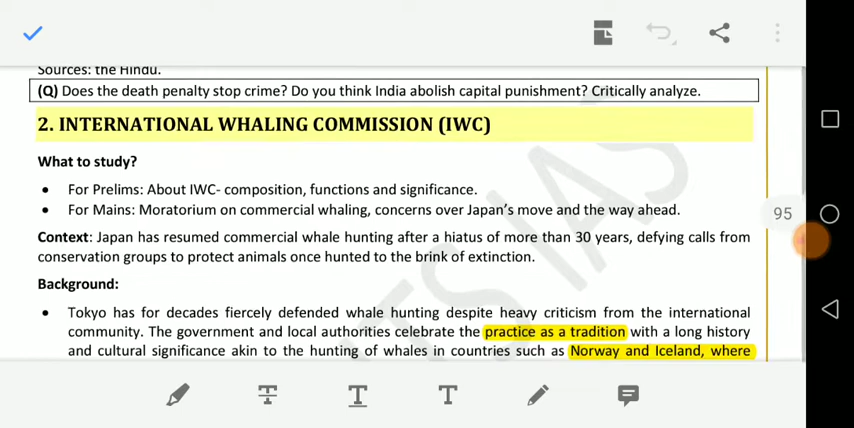 Sources: the Hindu.
(Q) Does the death penalty stop crime? Do you think India abolish capital punishment? Critically analyze.
2. INTERNATIONAL WHALING COMMISSION (IWC)
What to study?
• For Prelims: About IWC- composition, functions and significance.
• For Mains: Moratorium on commercial whaling, concerns over Japan's move and the way ahead.
95
Context: Japan has resumed commercial whale hunting after a hiatus of more than 30 years, defying calls from
conservation groups to protect animals once hunted to the brink of extinction.
Background:
• Tokyo has for decades fiercely defended whale hunting despite heavy criticism from the international
community. The government and local authorities celebrate the practice as a tradition with a long history
and cultural significance akin to the hunting of whales in countries such as Norway and Iceland, where
T T T